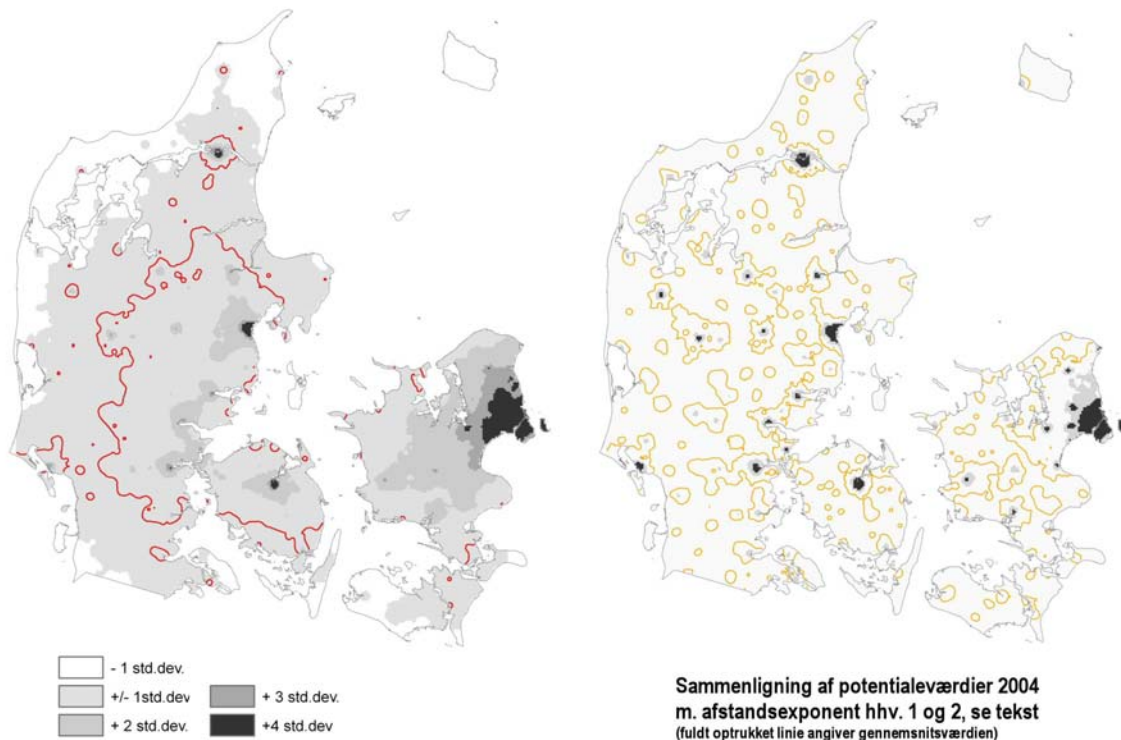 - 1 std.dev.
+/- 1std.dev
+ 2 std.dev.
+ 3 std.dev
+4 std.dev
Sammenligning af potentialeværdier 2004
m. afstandsexponent hhv. 1 og 2, se tekst
(fuldt optrukket linie angiver gennemsnitsværdien)